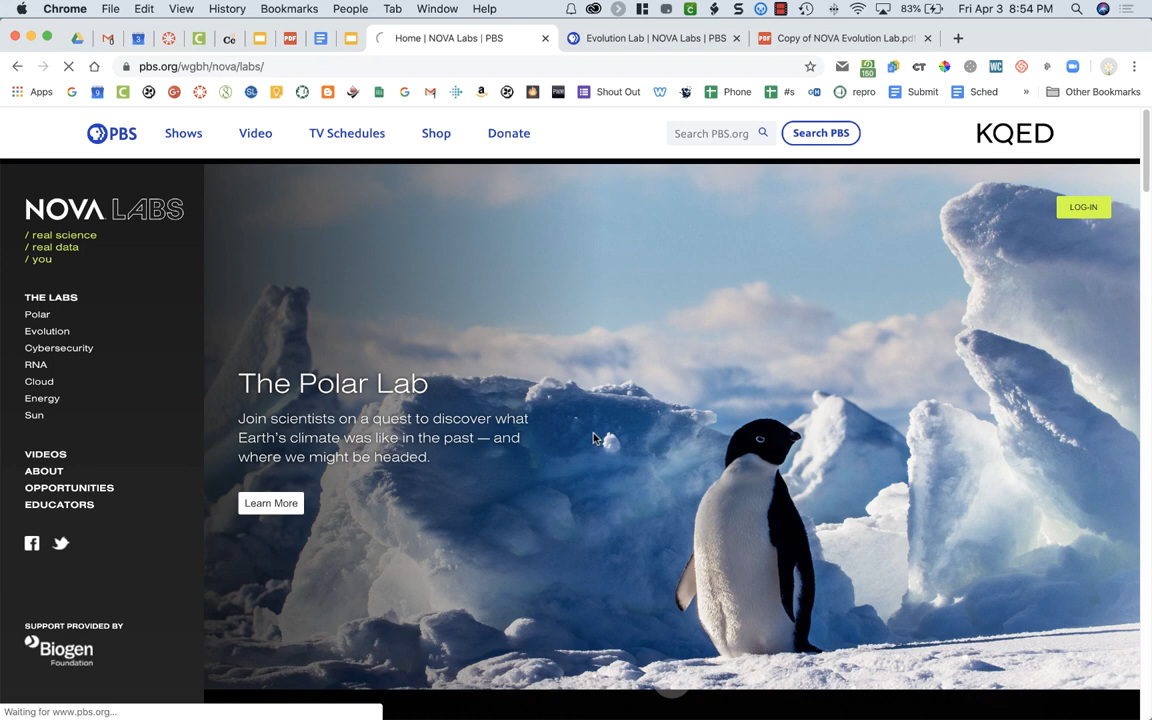 Chrome File Edit View History Bookmarks People Tab Window Help 83% Fri Apr 3 8:54 PM
Home | NOVA Labs | PBS Evolution Lab | NOVA Labs | PBS Copy of NOVA Evolution Lab.pdf
pbs.org/wgbh/nova/labs/
Apps Shout Out Phone #s repro Submit Sched » Other Bookmarks
PBS Shows Video TV Schedules Shop Donate Search PBS.org Search PBS KQED
NOVA LABS
/ real science
/ real data
/ you
LOG-IN
THE LABS
Polar
Evolution
Cybersecurity
RNA
Cloud
Energy
Sun
VIDEOS
ABOUT
OPPORTUNITIES
EDUCATORS
The Polar Lab
Join scientists on a quest to discover what
Earth's climate was like in the past — and
where we might be headed.
Learn More
SUPPORT PROVIDED BY
Biogen
Foundation
Waiting for www.pbs.org...